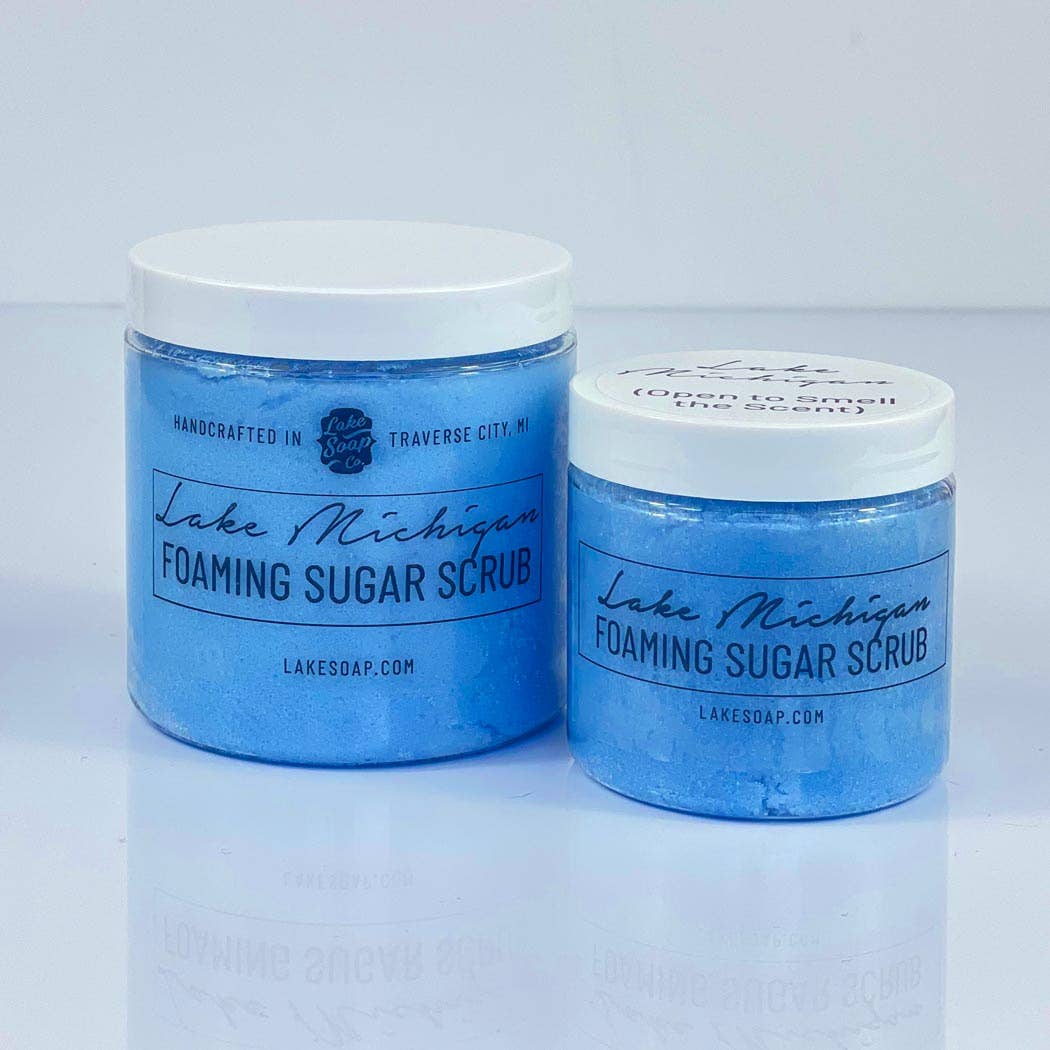 HANDCRAFTED IN Lake Soap Co. TRAVERSE CITY, MI
Lake Michigan
FOAMING SUGAR SCRUB
LAKESOAP.COM
Lake Michigan
(Open to Smell
the Scent)
Lake Michigan
FOAMING SUGAR SCRUB
LAKESOAP.COM